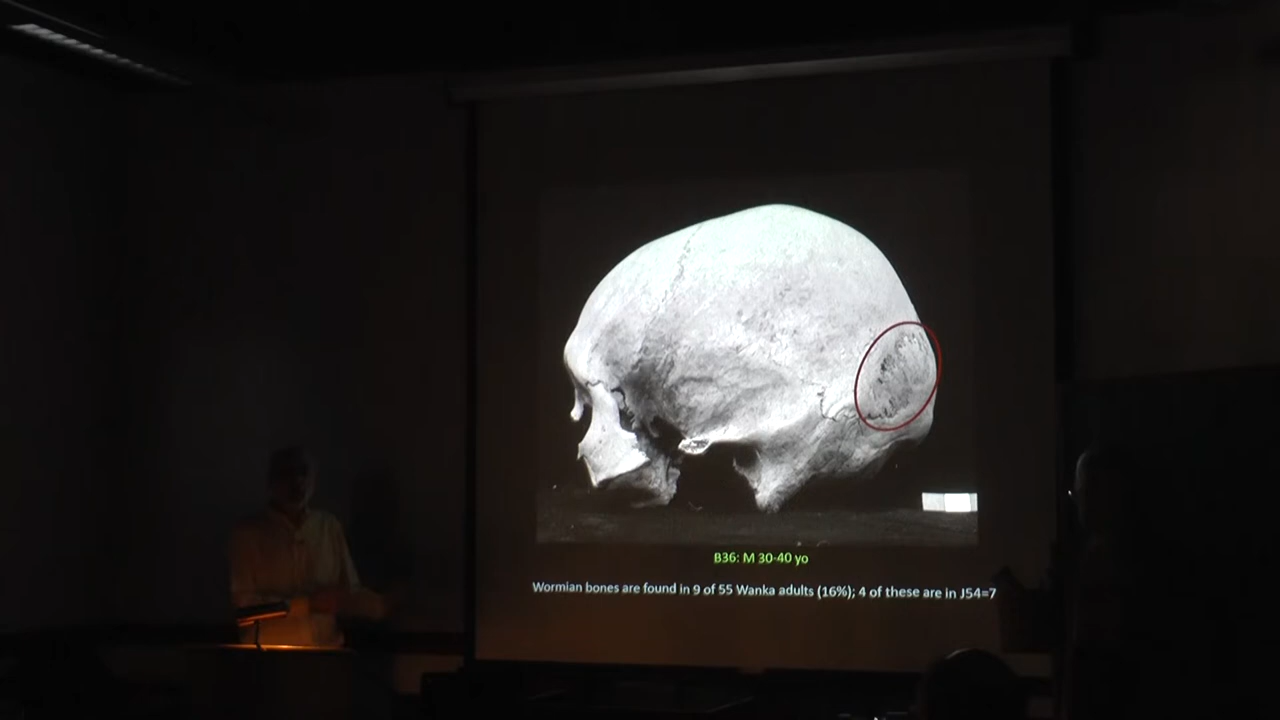 B36: M 30-40 yo
Wormian bones are found in 9 of 55 Wanka adults (16%); 4 of these are in J54=7